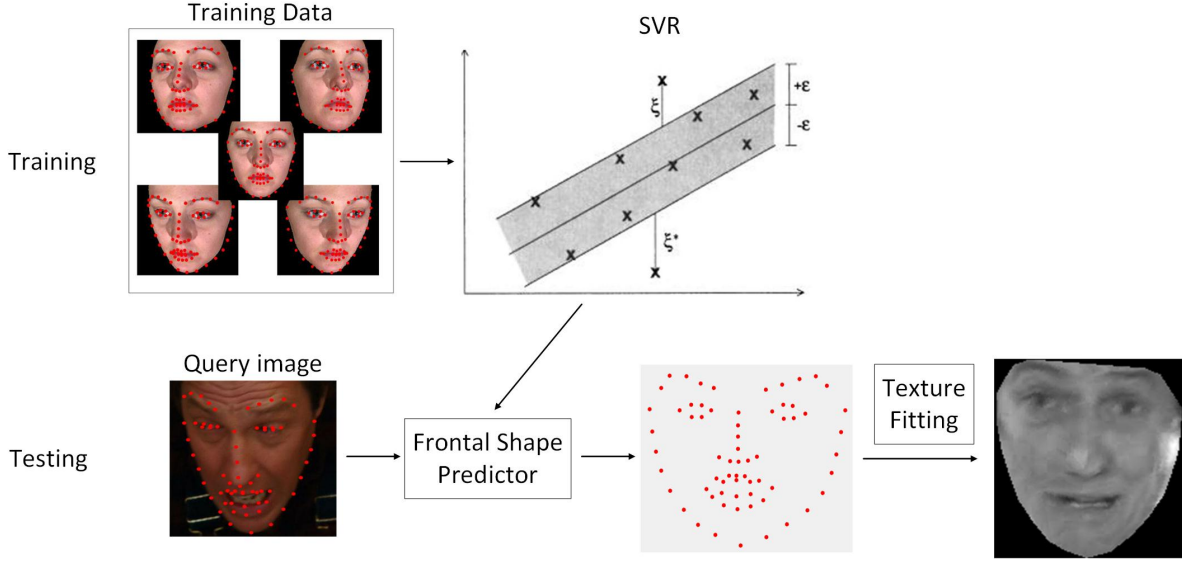 Training Data
SVR
Training
ξ
+ε
-ε
ξ*
Query image
Testing
Frontal Shape
Predictor
Texture
Fitting